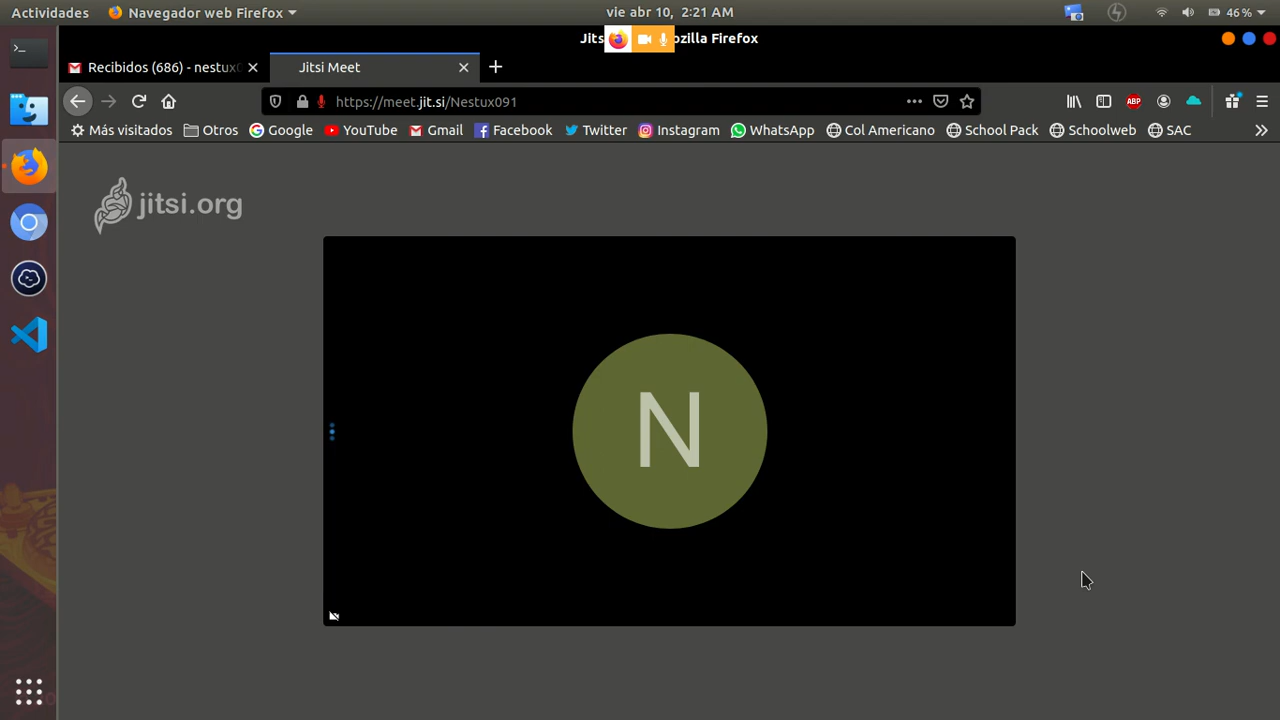 Actividades
Navegador web Firefox
vie abr 10, 2:21 AM
46 %
Jits
ozilla Firefox
Recibidos (686) - nestux0
Jitsi Meet
https://meet.jit.si/Nestux091
ABP
Más visitados
Otros
Google
YouTube
Gmail
Facebook
Twitter
Instagram
WhatsApp
Col Americano
School Pack
Schoolweb
SAC
jitsi.org
N